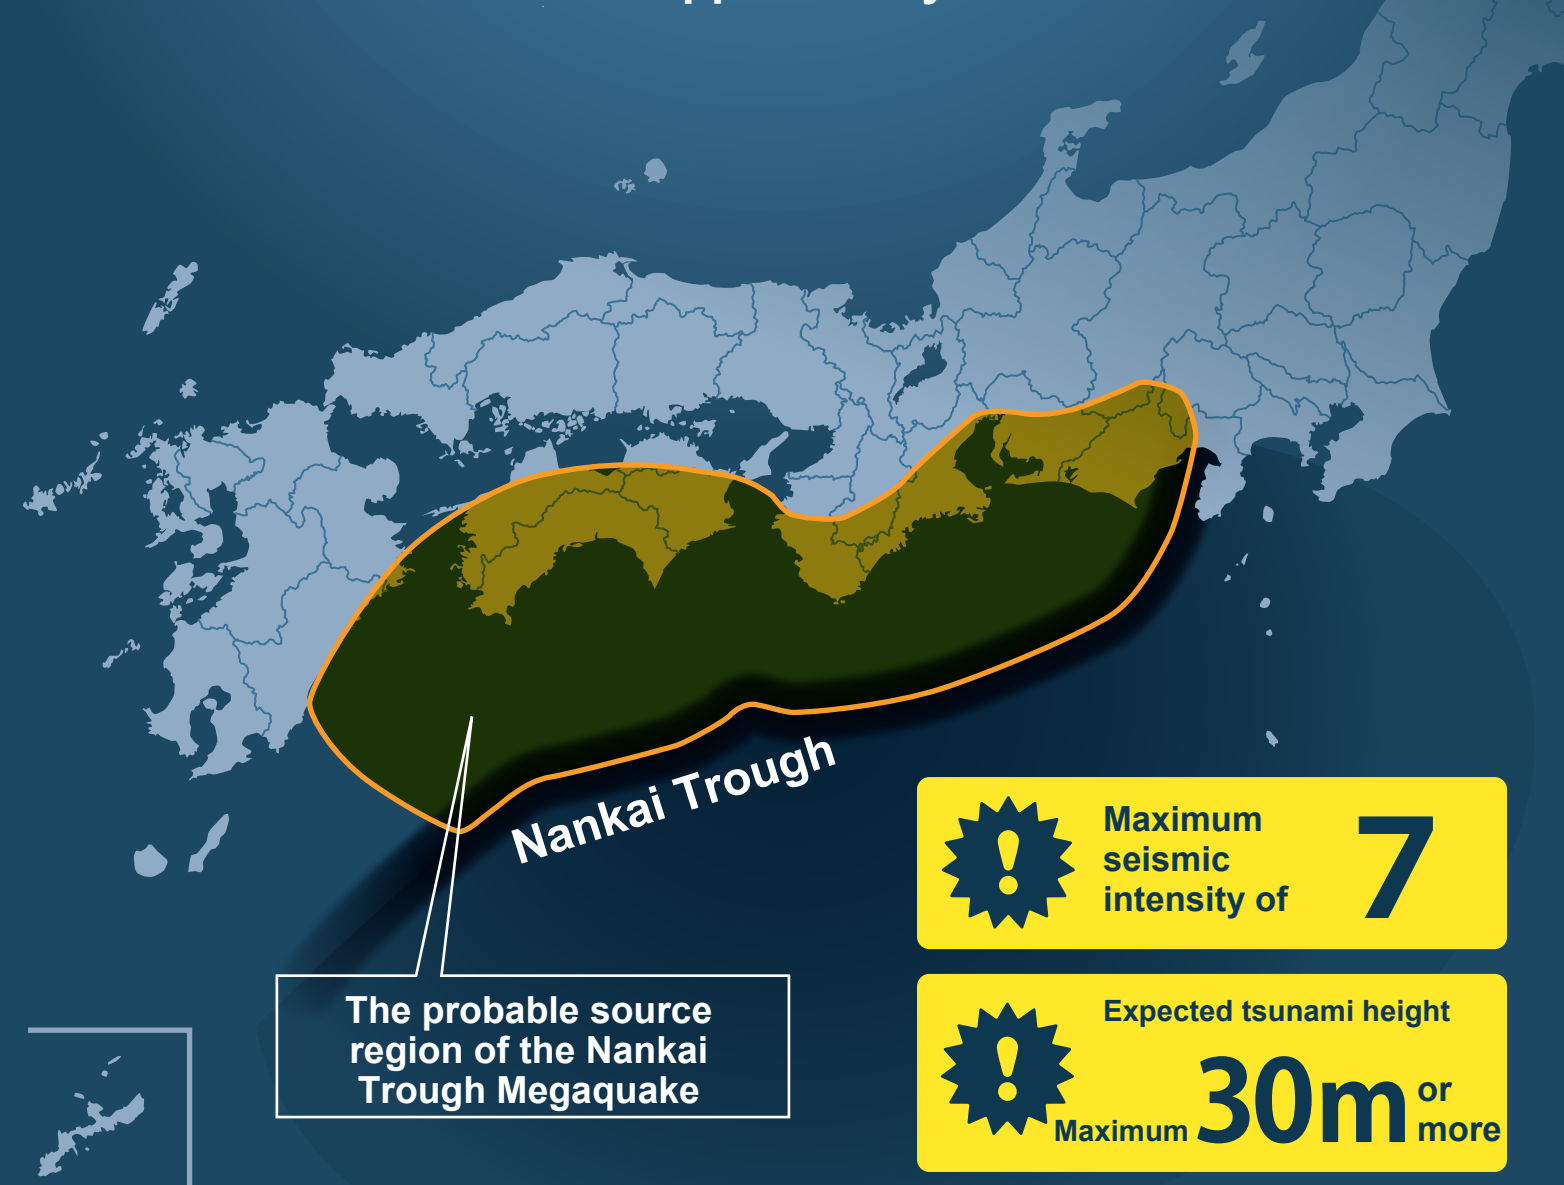 Nankai Trough
Maximum
seismic
intensity of
7
The probable source
region of the Nankai
Trough Megaquake
Expected tsunami height
Maximum 30m or
more